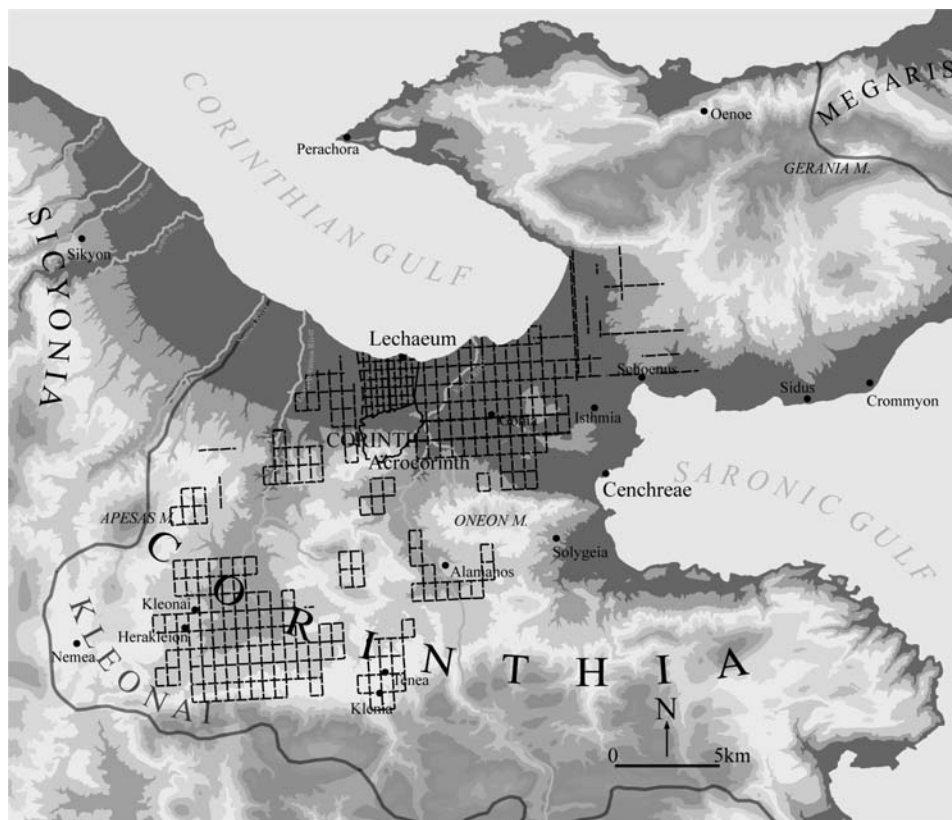 MEGARIS
Oenoe
CORINTHIAN GULF
Perachora
GERANIA M.
SICYONIA
Sikyon
Lechaeum
Schoenus
Sidus
Crommyon
Gonia
Isthmia
CORINTH
Acrocorinth
SARONIC GULF
Cenchreae
APESAS M.
ONEON M.
Solygeia
CORINTHIA
Alamanos
Kleonai
KLEONAI
Herakleion
Nemea
Tenea
Klenia
N
0 5km